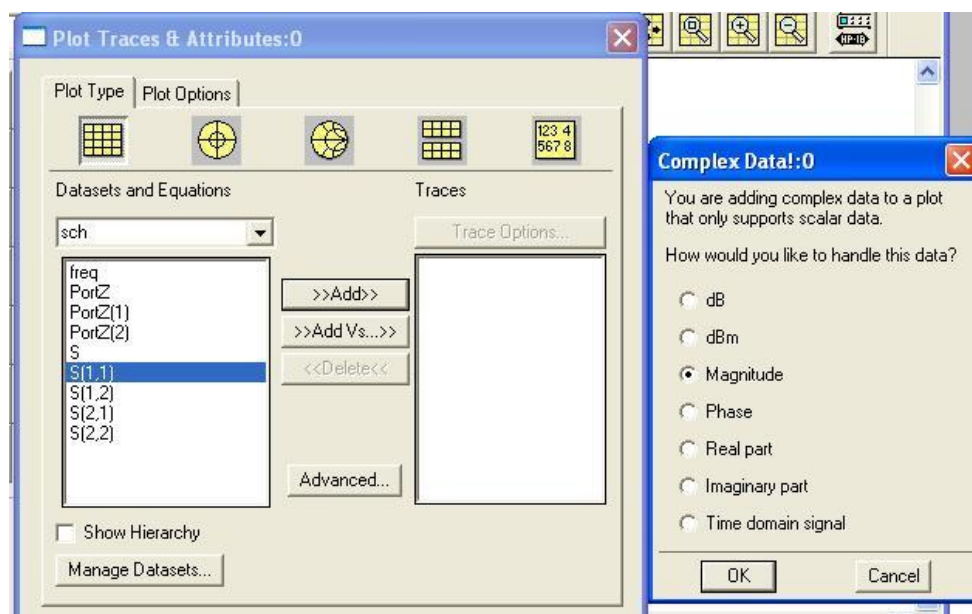 Plot Traces & Attributes:0
Plot Type
Plot Options
123 4
567 8
Datasets and Equations
Traces
sch
Trace Options...
freq
PortZ
PortZ(1)
PortZ(2)
S
S(1,1)
S(1,2)
S(2,1)
S(2,2)
>>Add>>
>>Add Vs...>>
<<Delete<<
Advanced...
Show Hierarchy
Manage Datasets...
HP-IB
Complex Data!:0
You are adding complex data to a plot
that only supports scalar data.
How would you like to handle this data?
dB
dBm
Magnitude
Phase
Real part
Imaginary part
Time domain signal
OK
Cancel